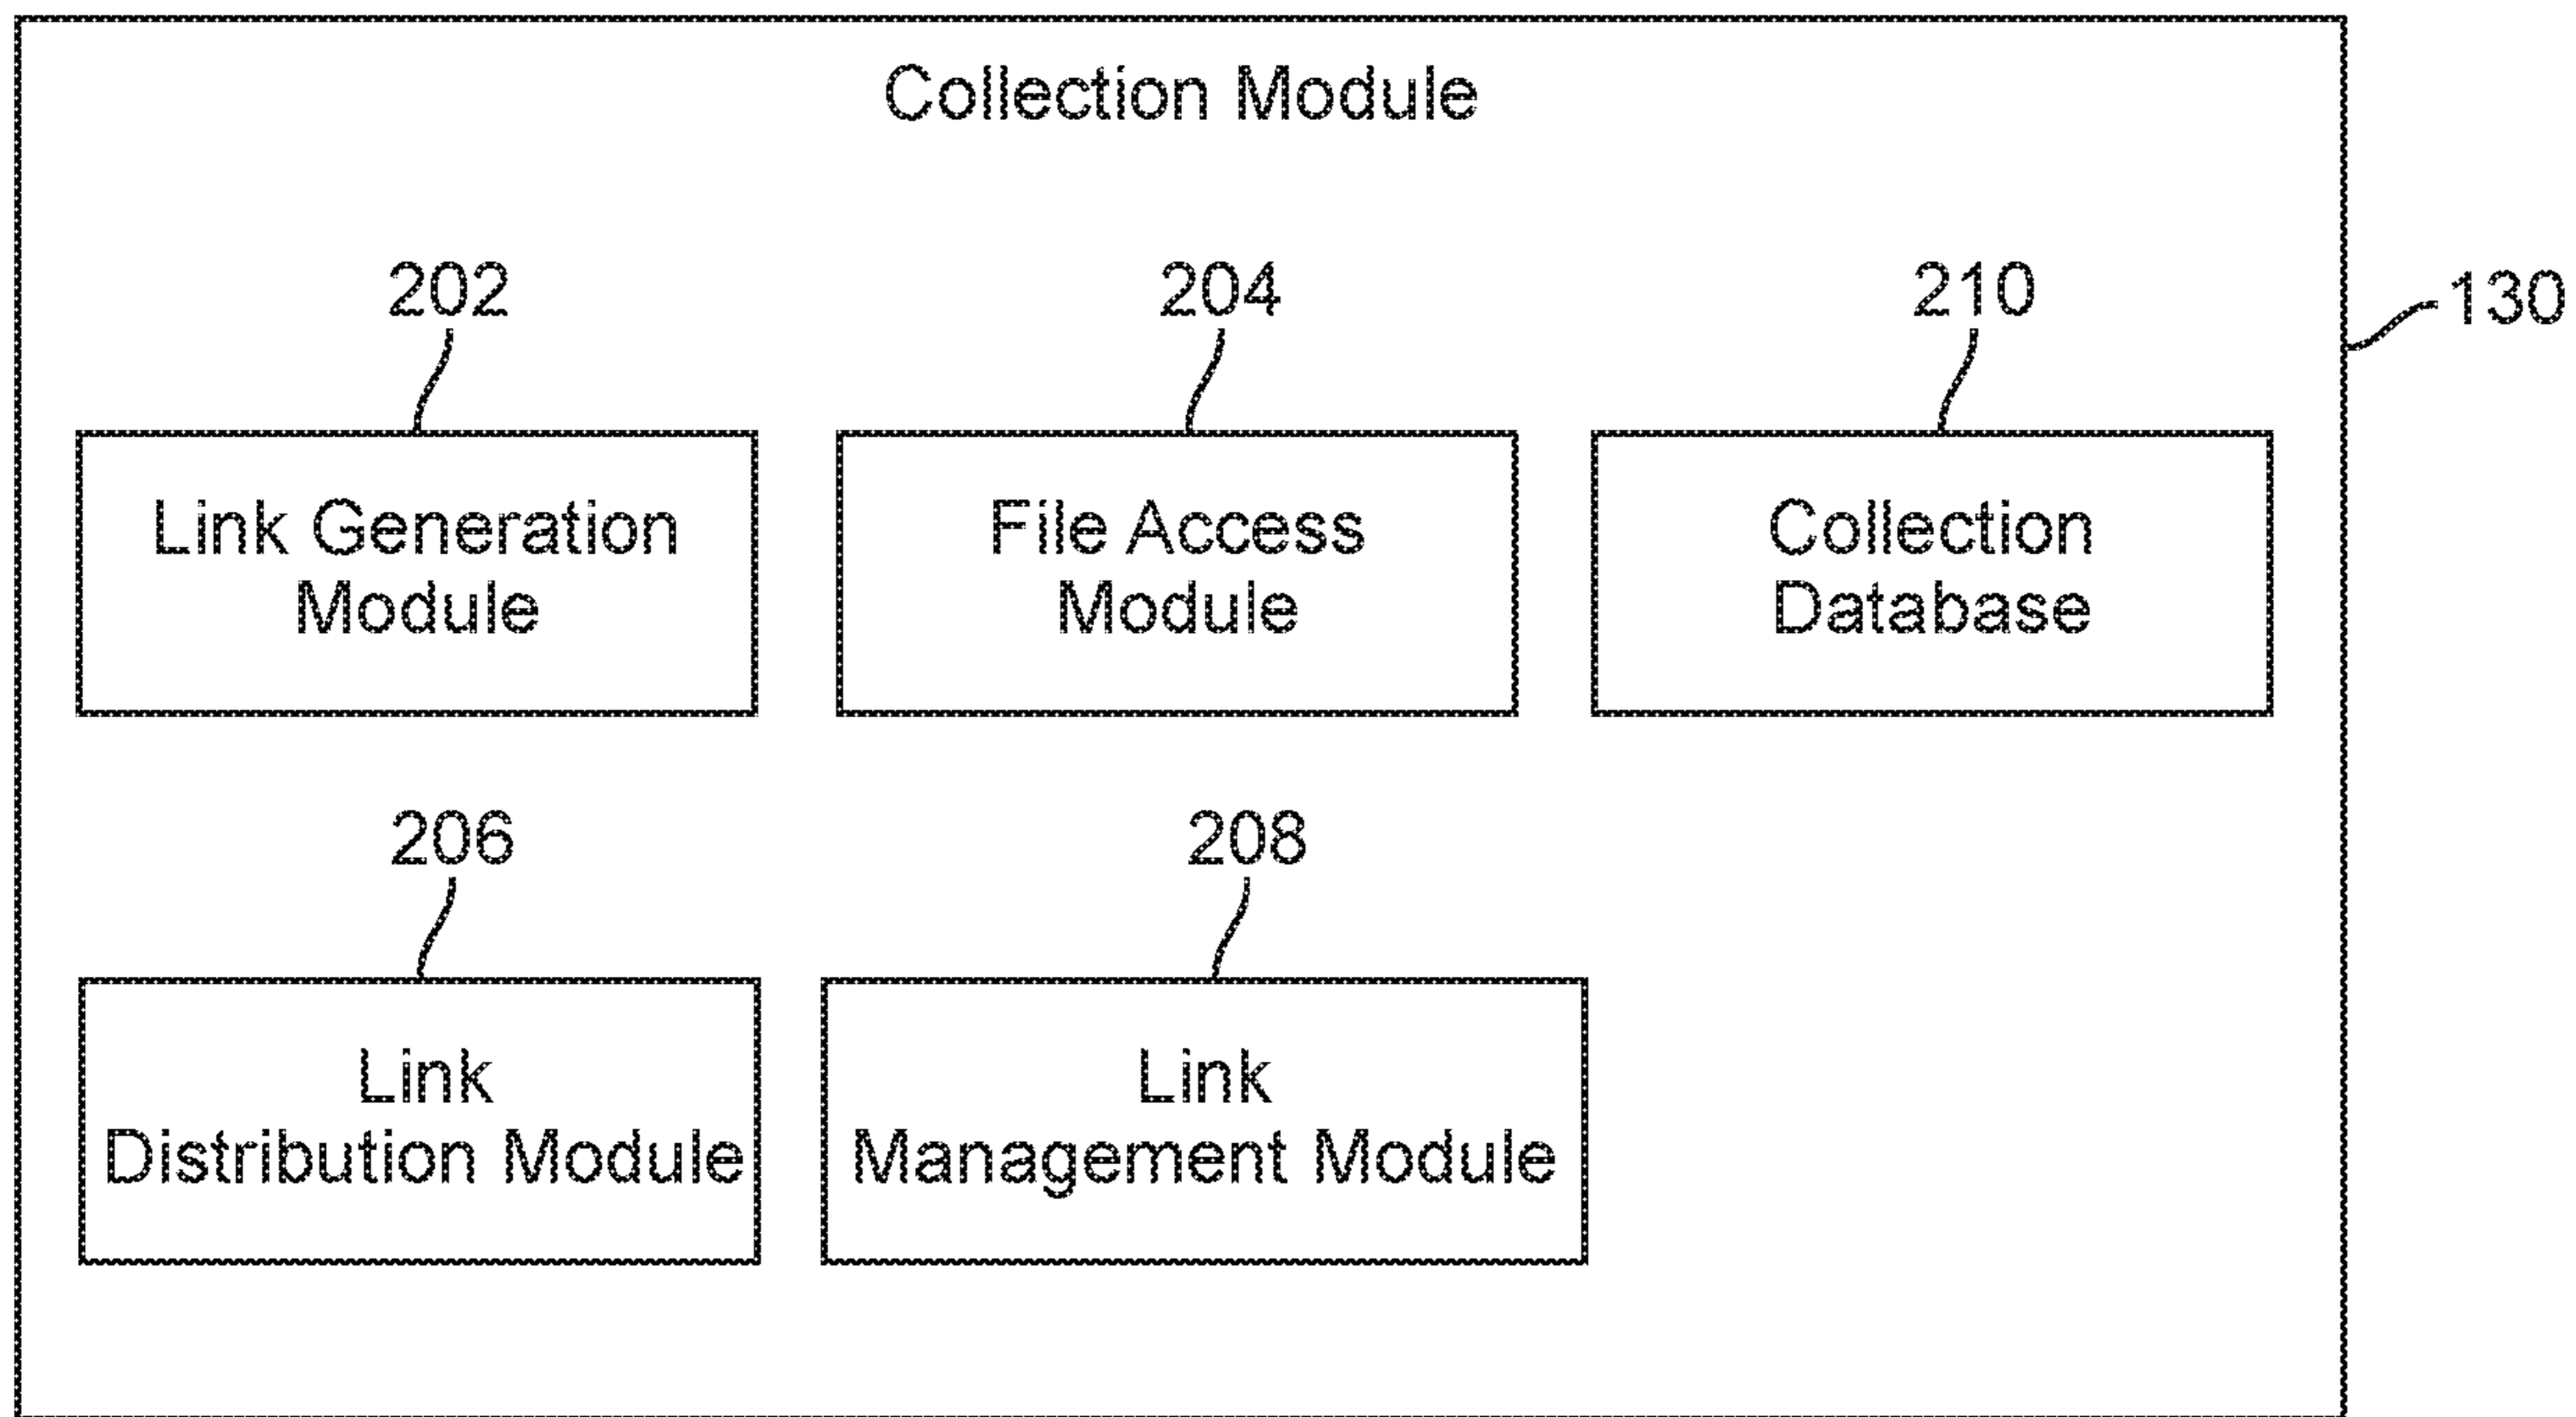 Collection Module
202
204
210
130
Link Generation
Module
File Access
Module
Collection
Database
206
208
Link
Distribution Module
Link
Management Module